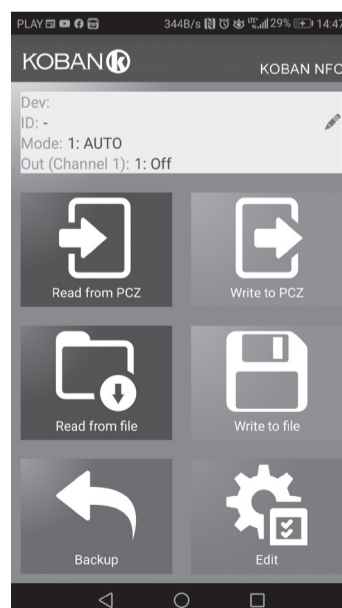 PLAY 344B/s 29% 14:47
KOBAN k
KOBAN NFC
Dev:
ID: -
Mode: 1: AUTO
Out (Channel 1): 1: Off
Read from PCZ
Write to PCZ
Read from file
Write to file
Backup
Edit